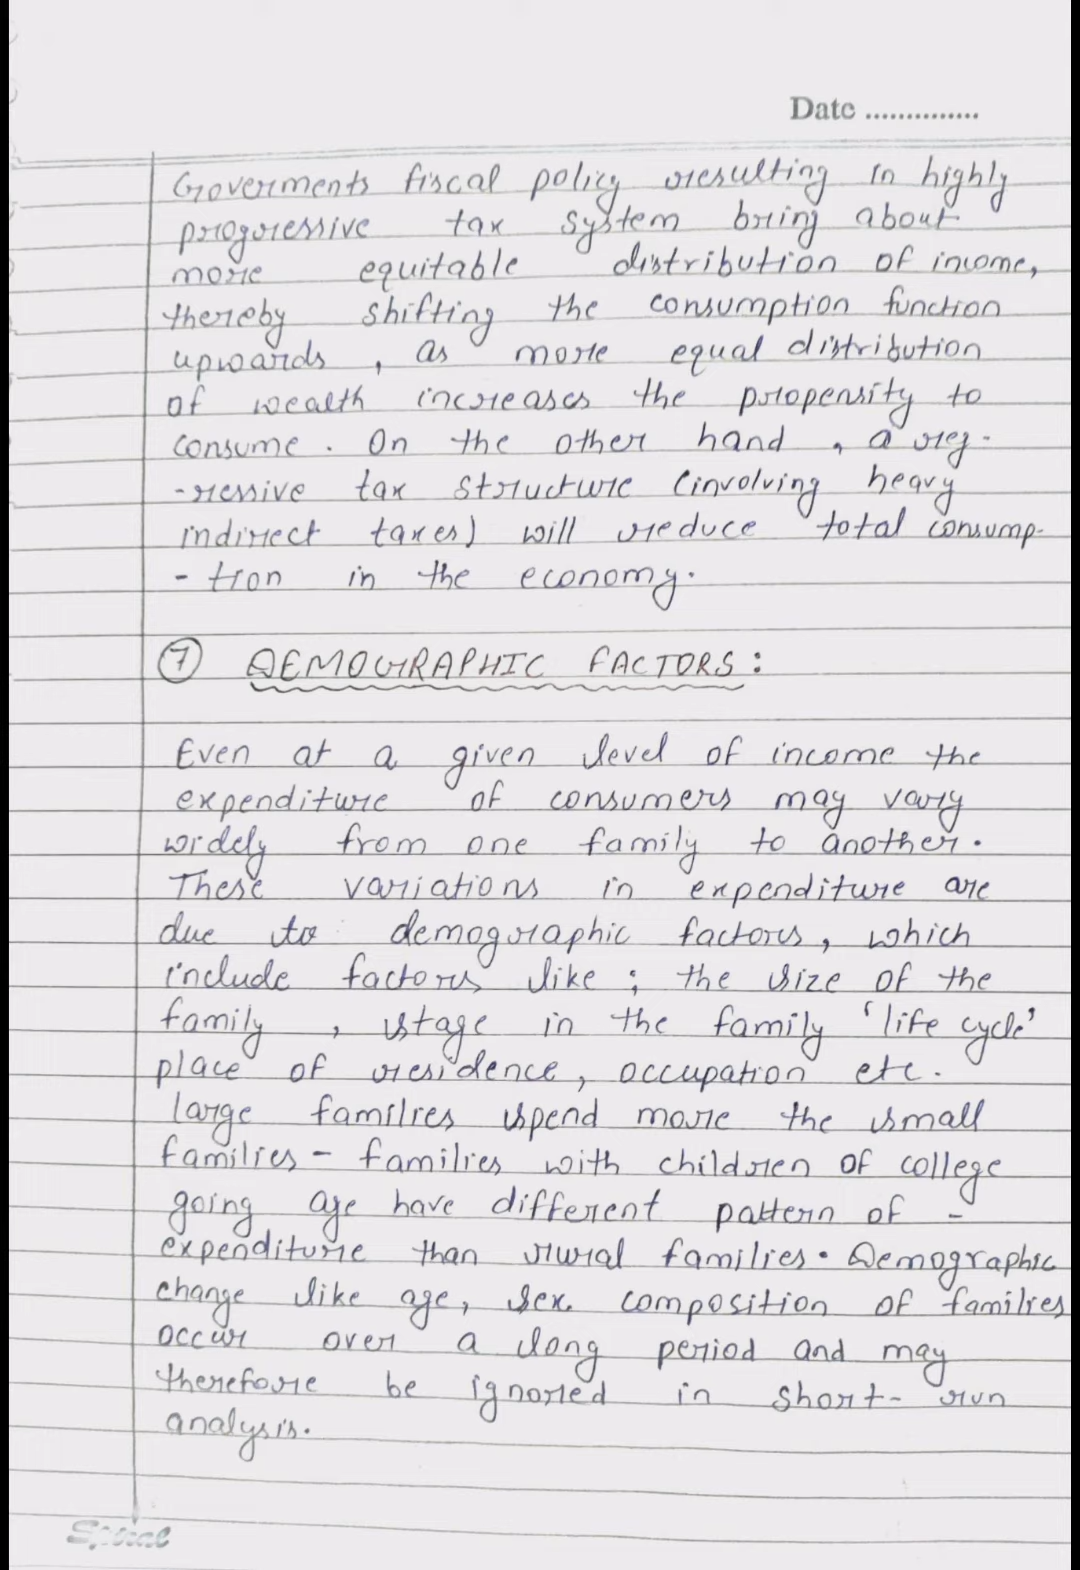 Date ..............
Goverments fiscal policy resulting in highly
progressive tax system bring about
more equitable distribution of income,
thereby shifting the consumption function
upwards , as more equal distribution
of wealth increases the propensity to
consume . On the other hand , a reg-
-ressive tax structure (involving heavy
indirect taxes) will reduce total consump-
- tion in the economy.
7 DEMOGRAPHIC FACTORS :
Even at a given level of income the
expenditure of consumers may vary
widely from one family to another.
These variations in expenditure are
due to demographic factors, which
include factors like ; the size of the
family , stage in the family 'life cycle'
place of residence, occupation etc.
large families spend more the small
families - families with children of college
going age have different pattern of -
expenditure than rural families. Demographic
change like age, sex. composition of families
occur over a long period and may
therefore be ignored in short- run
analysis.
Spiral